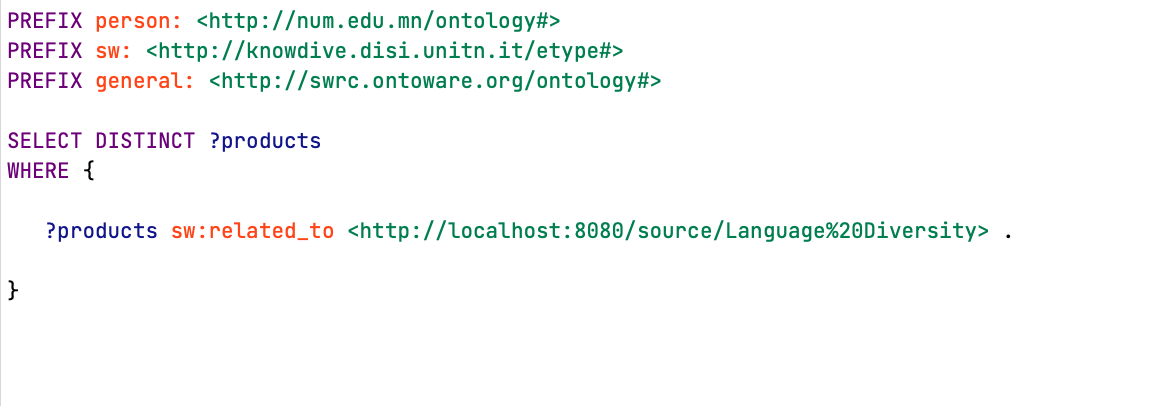 PREFIX person: <http://num.edu.mn/ontology#>
PREFIX sw: <http://knowdive.disi.unitn.it/etype#>
PREFIX general: <http://swrc.ontoware.org/ontology#>
SELECT DISTINCT ?products
WHERE {
?products sw:related_to <http://localhost:8080/source/Language%20Diversity> .
}